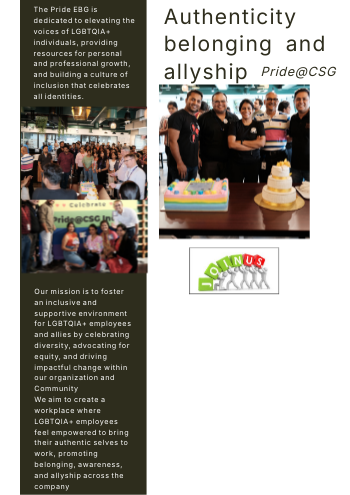 The Pride EBG is
dedicated to elevating the
voices of LGBTQIA+
individuals, providing
resources for personal
and professional growth,
and building a culture of
inclusion that celebrates
all identities.
Authenticity
belonging and
allyship Pride@CSG
Celebrate
Pride@CSG In
JOIN US
Our mission is to foster
an inclusive and
supportive environment
for LGBTQIA+ employees
and allies by celebrating
diversity, advocating for
equity, and driving
impactful change within
our organization and
Community
We aim to create a
workplace where
LGBTQIA+ employees
feel empowered to bring
their authentic selves to
work, promoting
belonging, awareness,
and allyship across the
company